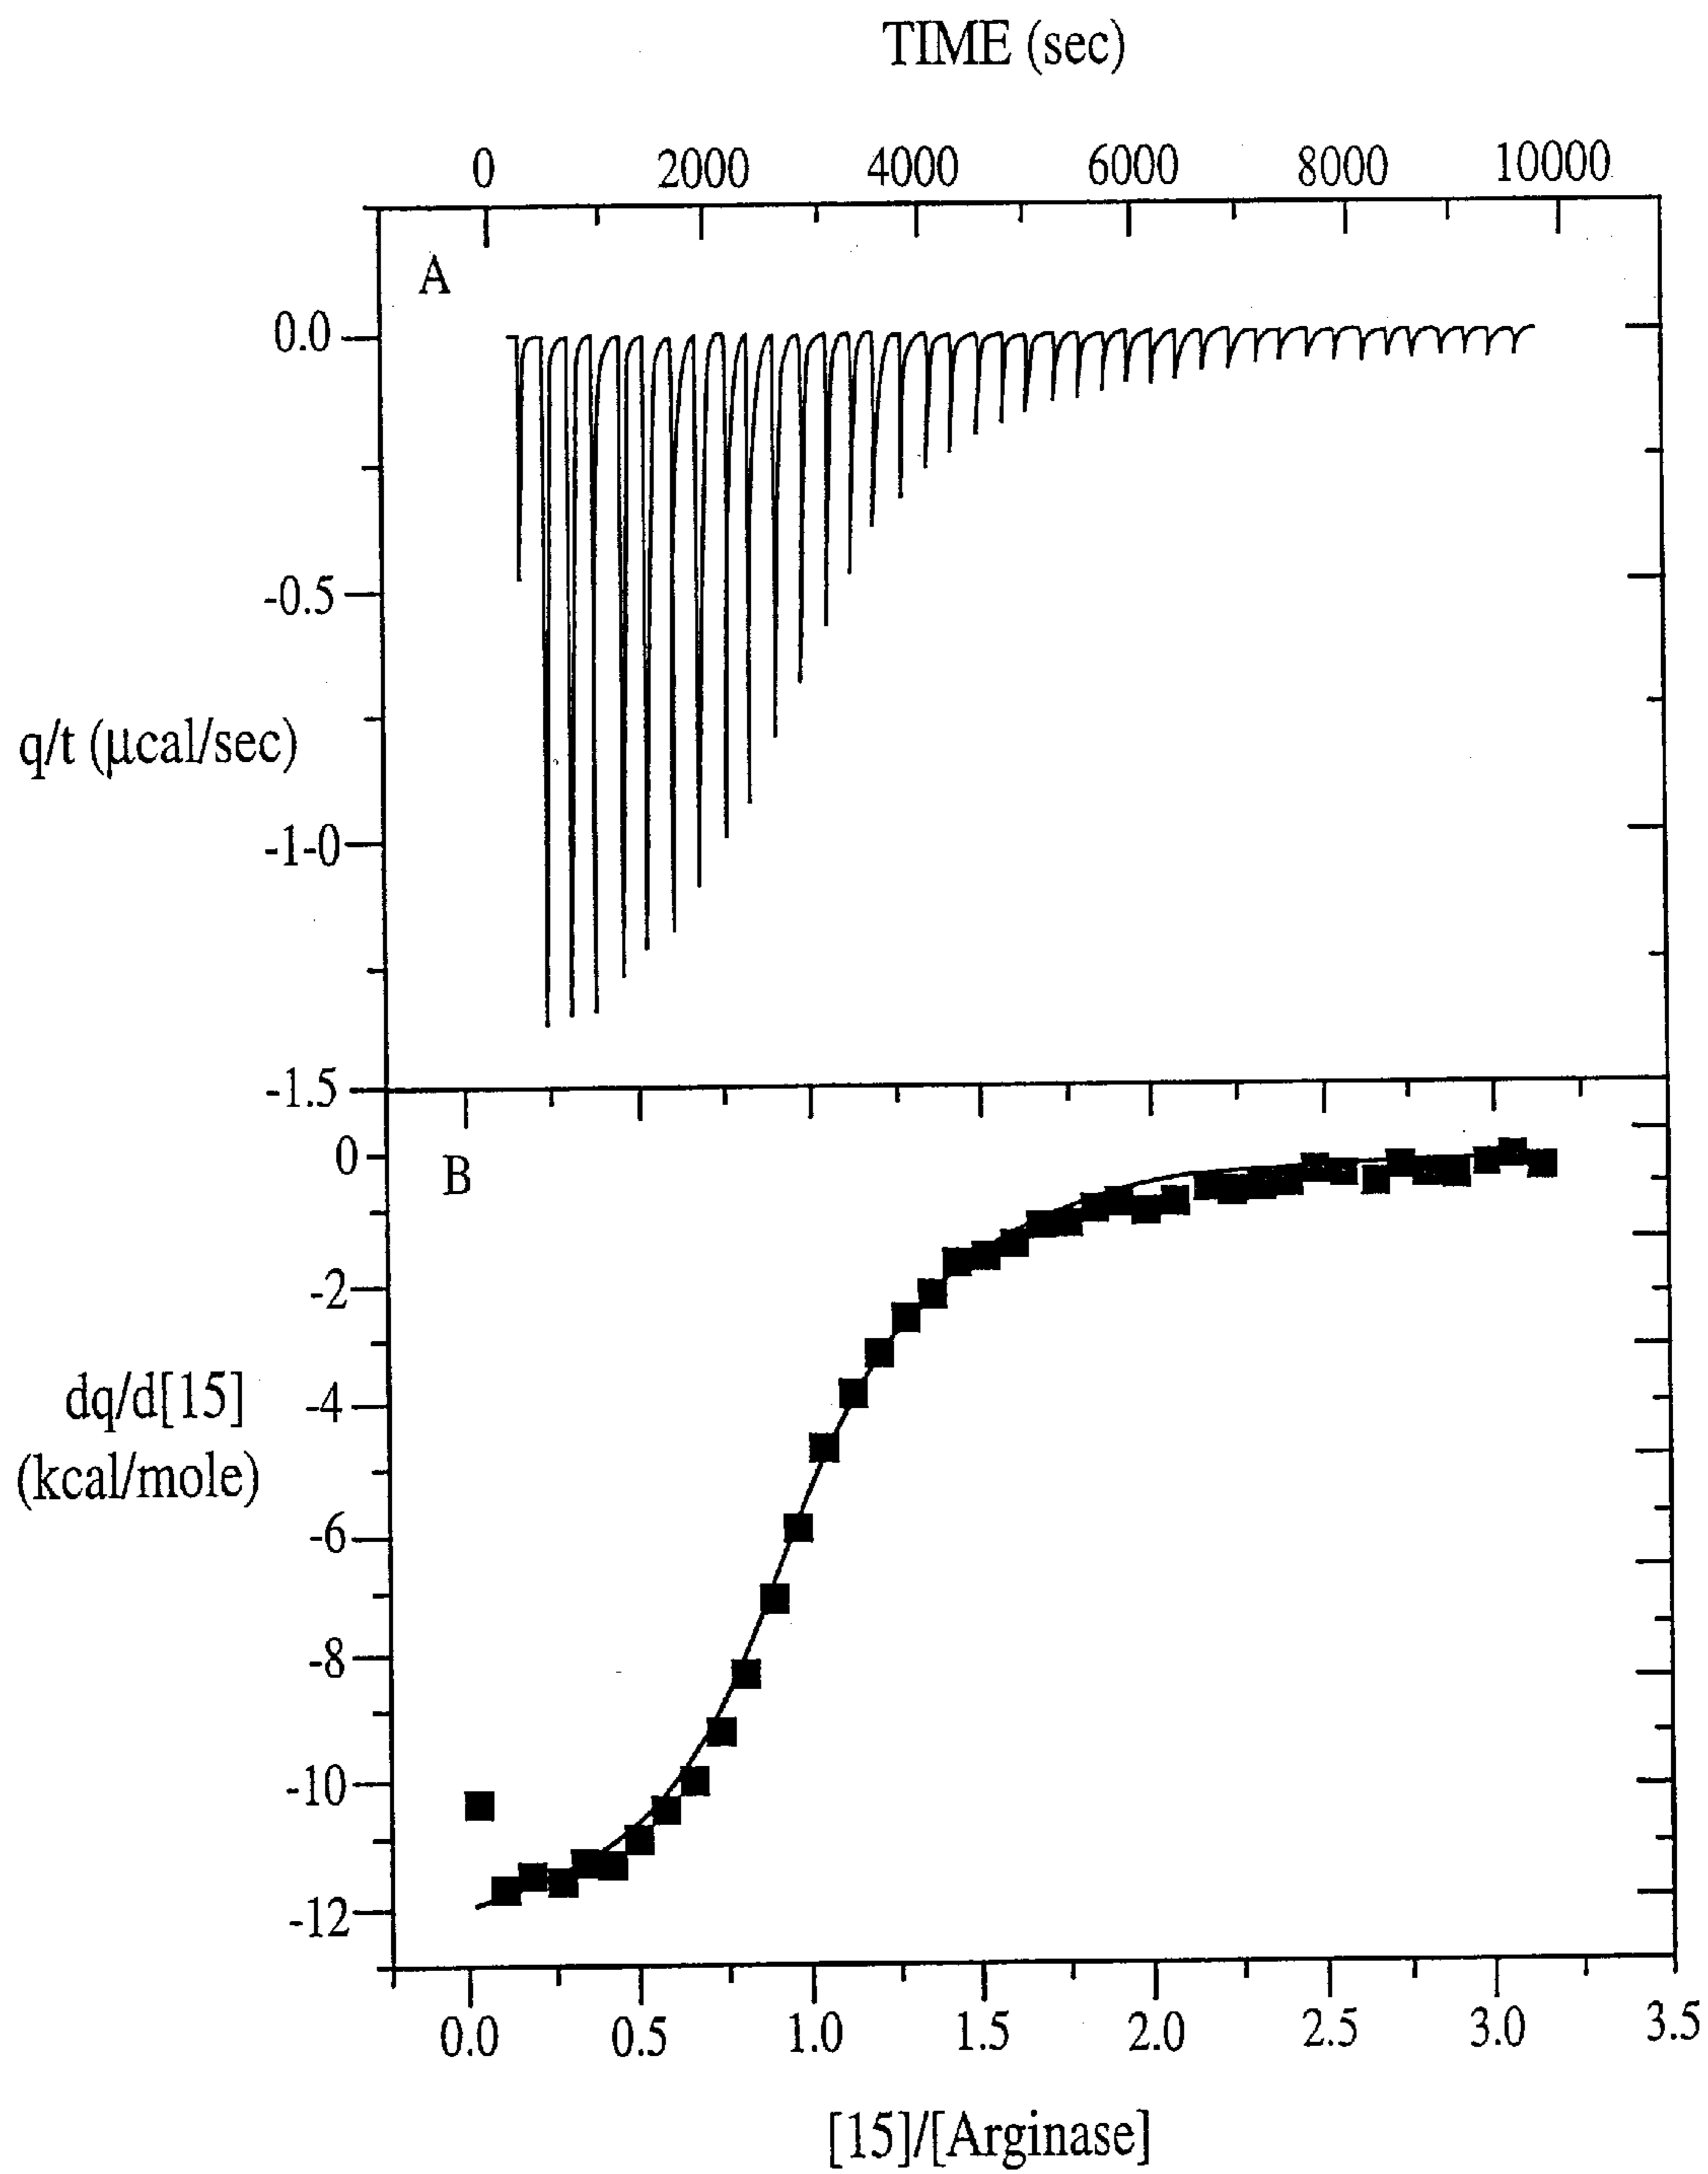 TIME (sec)
0 2000 4000 6000 8000 10000
A
0.0
-0.5
q/t (μcal/sec)
-1-0
-1.5
0
B
-2
dq/d[15]
-4
(kcal/mole)
-6
-8
-10
-12
0.0 0.5 1.0 1.5 2.0 2.5 3.0 3.5
[15]/[Arginase]